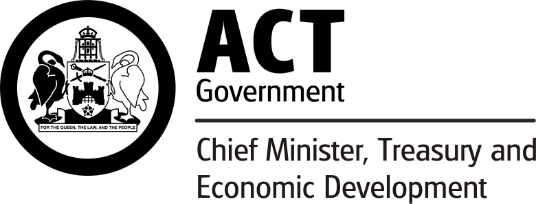 ACT
Government
Chief Minister, Treasury and
Economic Development
FOR THE QUEEN, THE LAW, AND THE PEOPLE